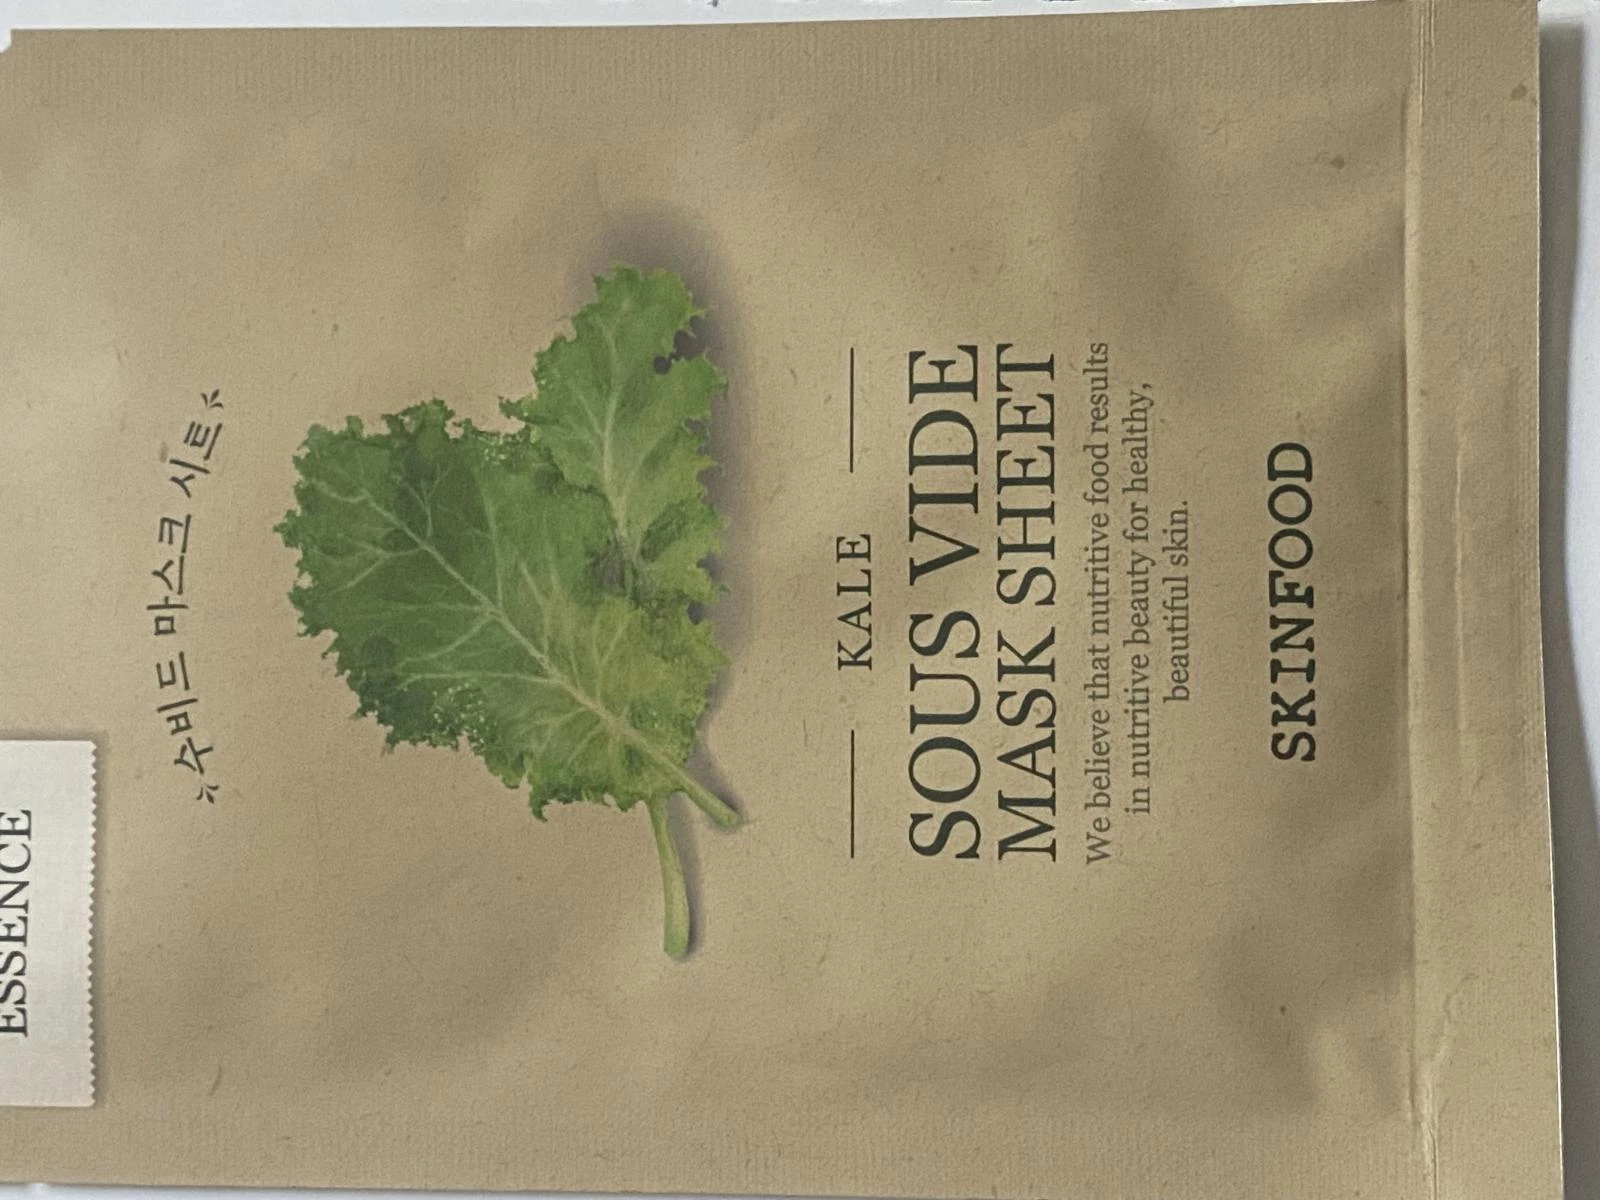 ESSENCE
수비드 마스크 시트
KALE
SOUS VIDE
MASK SHEET
We believe that nutritive food results
in nutritive beauty for healthy,
beautiful skin.
SKINFOOD